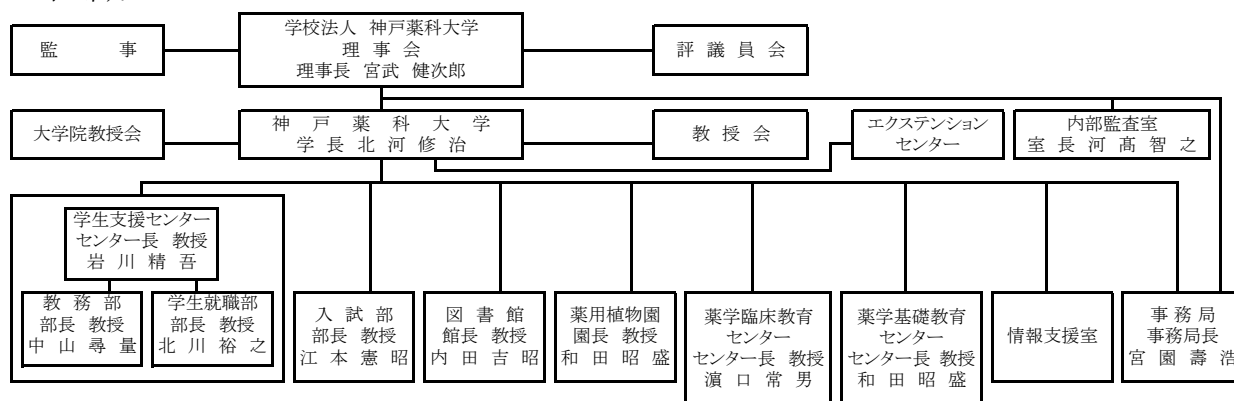 学校法人 神戸薬科大学
理 事 会
理事長 宮武 健次郎
監 事
評 議 員 会
神 戸 薬 科 大 学
学 長 北 河 修 治
大学院教授会
教 授 会
エクステンション
センター
内部監査室
室 長 河 髙 智 之
学生支援センター
センター長 教授
岩 川 精 吾
教 務 部
部長 教授
中 山 尋 量
学生就職部
部長 教授
北 川 裕 之
入 試 部
部長 教授
江 本 憲 昭
図 書 館
館長 教授
内 田 吉 昭
薬用植物園
園長 教授
和 田 昭 盛
薬学臨床教育
センター
センター長 教授
濵 口 常 男
薬学基礎教育
センター
センター長 教授
和 田 昭 盛
情報支援室
事 務 局
事務局長
宮 園 壽 浩